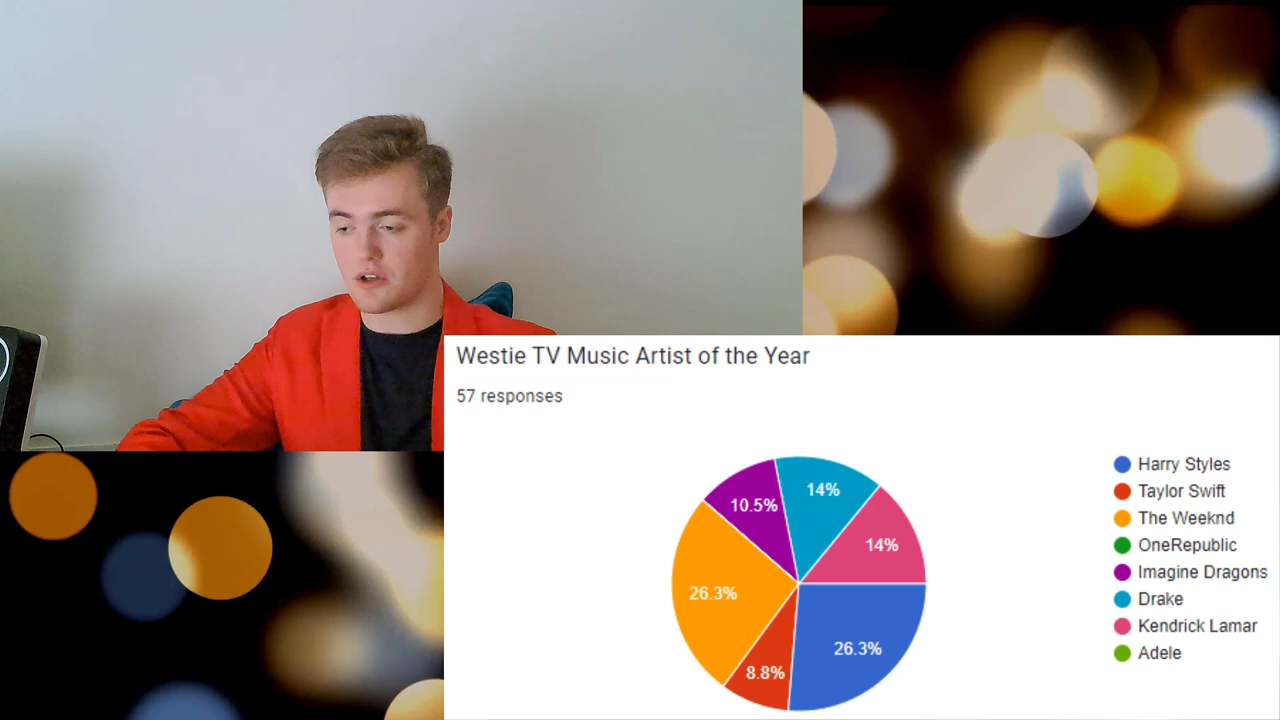 Westie TV Music Artist of the Year
57 responses
10.5%
14%
14%
26.3%
26.3%
8.8%
Harry Styles
Taylor Swift
The Weeknd
OneRepublic
Imagine Dragons
Drake
Kendrick Lamar
Adele